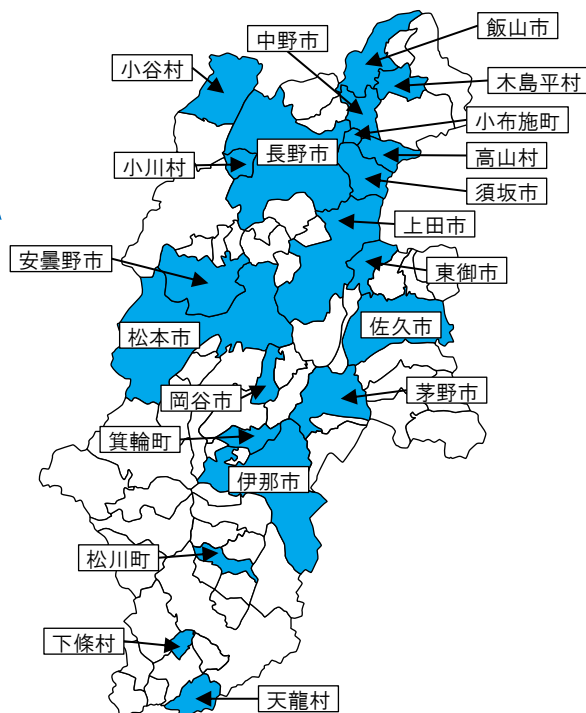 飯山市
中野市
小谷村
木島平村
小布施町
長野市
高山村
小川村
須坂市
上田市
安曇野市
東御市
松本市
佐久市
岡谷市
茅野市
箕輪町
伊那市
松川町
下條村
天龍村